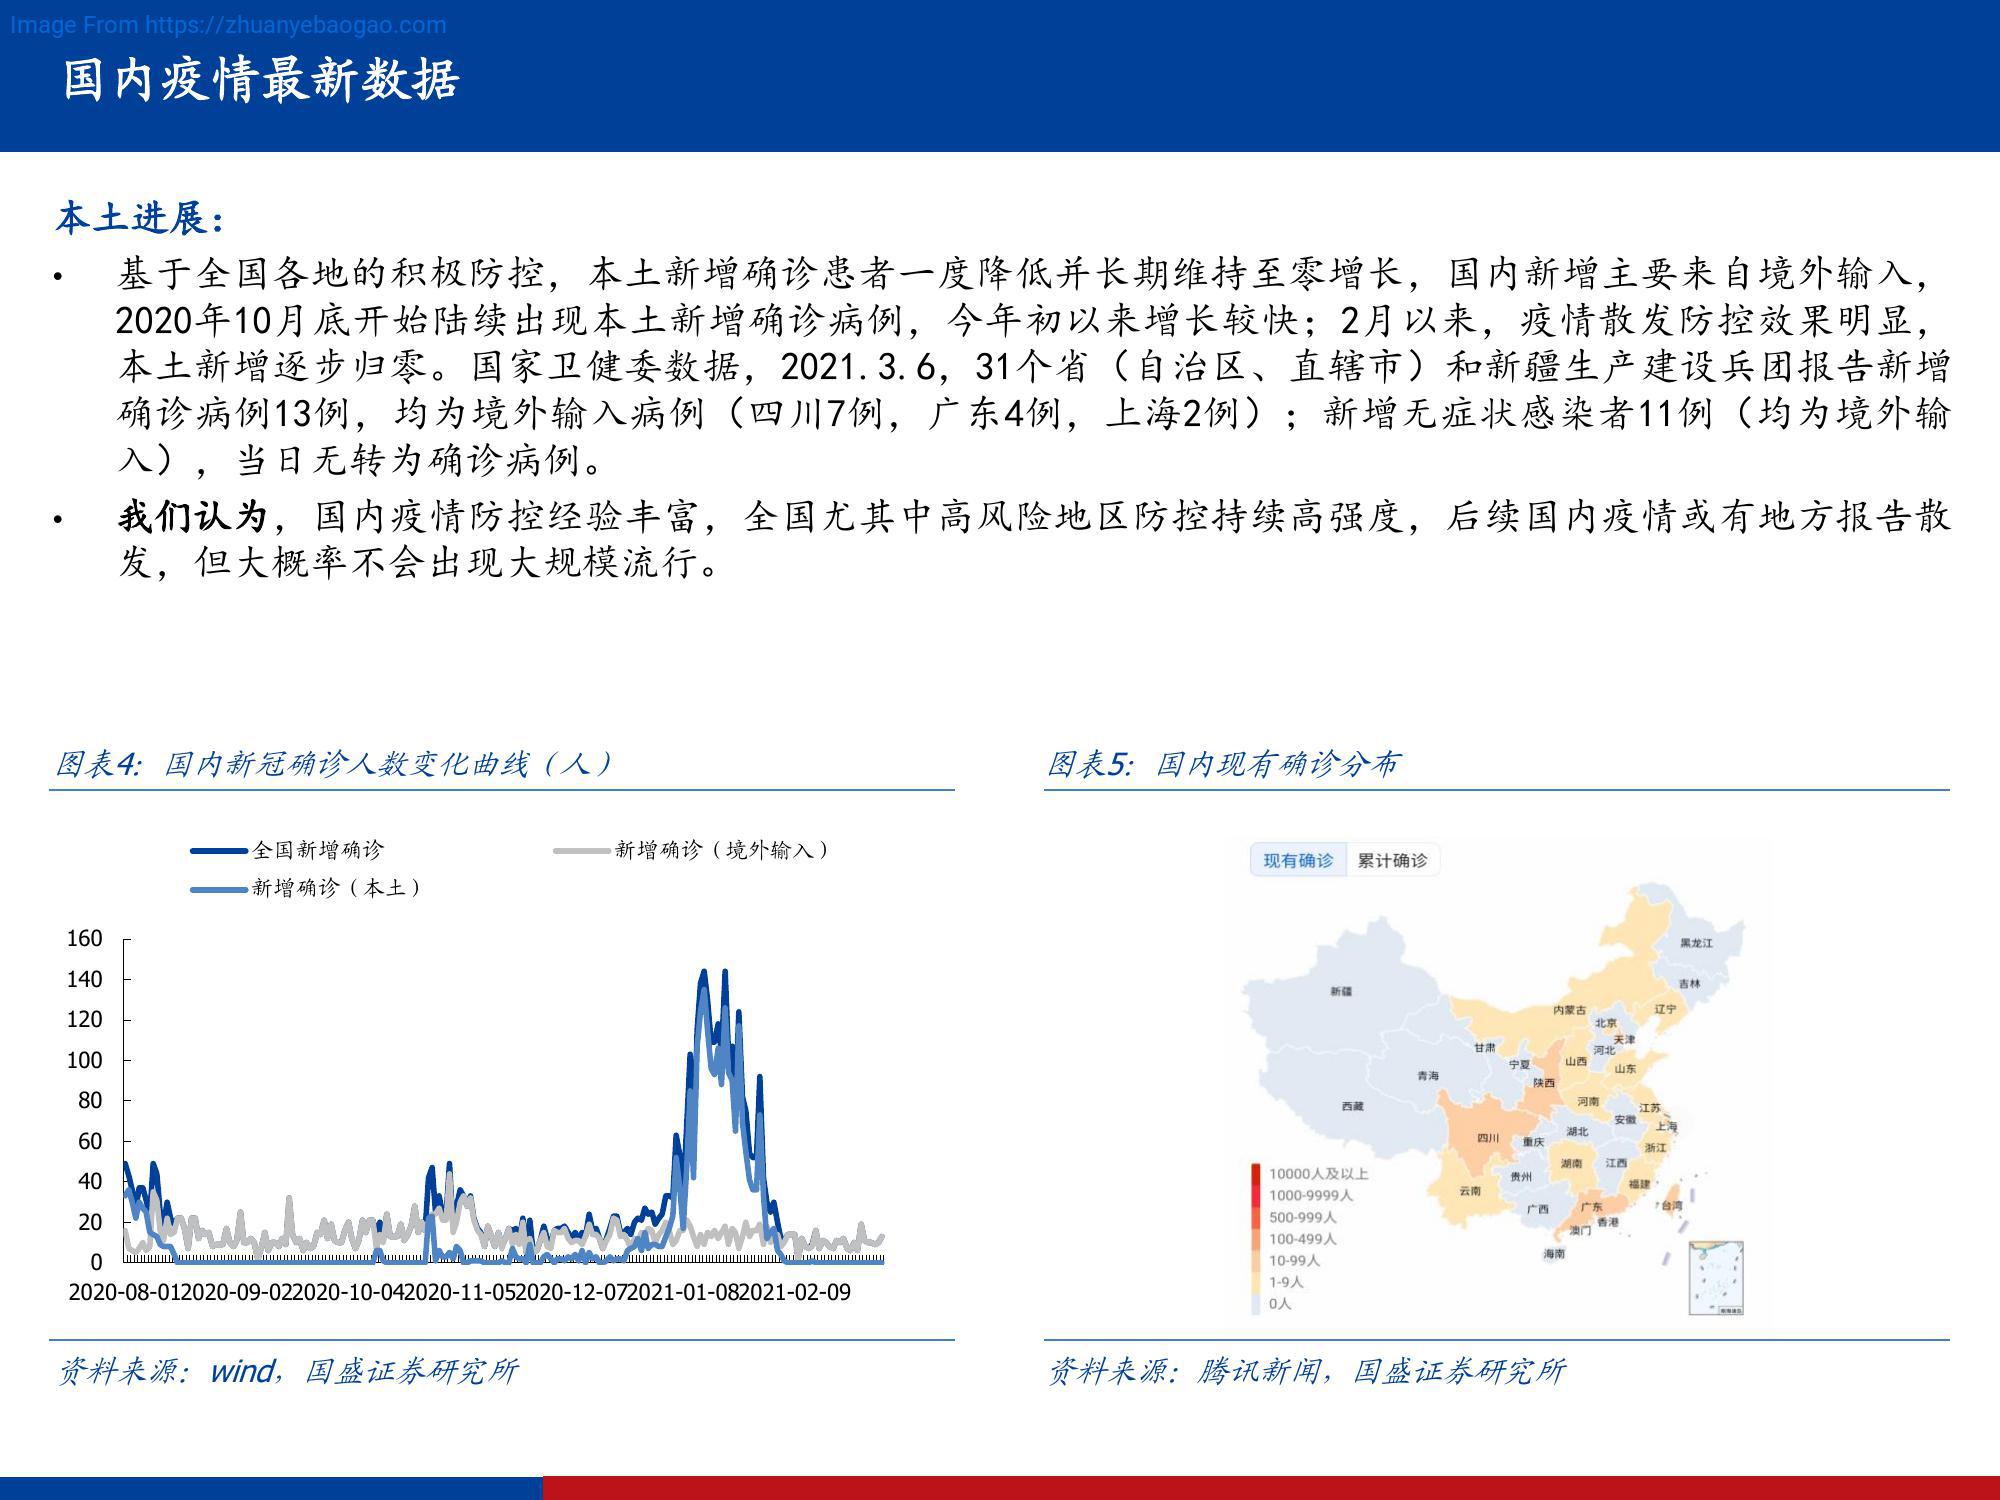 Image From https://zhuanyebaogao.com
国内疫情最新数据
本土进展：
• 基于全国各地的积极防控，本土新增确诊患者一度降低并长期维持至零增长，国内新增主要来自境外输入，
2020年10月底开始陆续出现本土新增确诊病例，今年初以来增长较快；2月以来，疫情散发防控效果明显，
本土新增逐步归零。国家卫健委数据，2021.3.6，31个省（自治区、直辖市）和新疆生产建设兵团报告新增
确诊病例13例，均为境外输入病例（四川7例，广东4例，上海2例）；新增无症状感染者11例（均为境外输
入），当日无转为确诊病例。
• 我们认为，国内疫情防控经验丰富，全国尤其中高风险地区防控持续高强度，后续国内疫情或有地方报告散
发，但大概率不会出现大规模流行。
图表4：国内新冠确诊人数变化曲线（人）
全国新增确诊
新增确诊（境外输入）
新增确诊（本土）
160
140
120
100
80
60
40
20
0
2020-08-01 2020-09-02 2020-10-04 2020-11-05 2020-12-07 2021-01-08 2021-02-09
资料来源：wind，国盛证券研究所
图表5：国内现有确诊分布
现有确诊 累计确诊
黑龙江
吉林
新疆
辽宁
内蒙古
北京
天津
甘肃
河北
山西
宁夏
山东
青海
陕西
河南
西藏
江苏
安徽
上海
湖北
四川
重庆
浙江
湖南
江西
贵州
福建
云南
台湾
广东
广西
香港
澳门
海南
10000人及以上
1000-9999人
500-999人
100-499人
10-99人
1-9人
0人
资料来源：腾讯新闻，国盛证券研究所